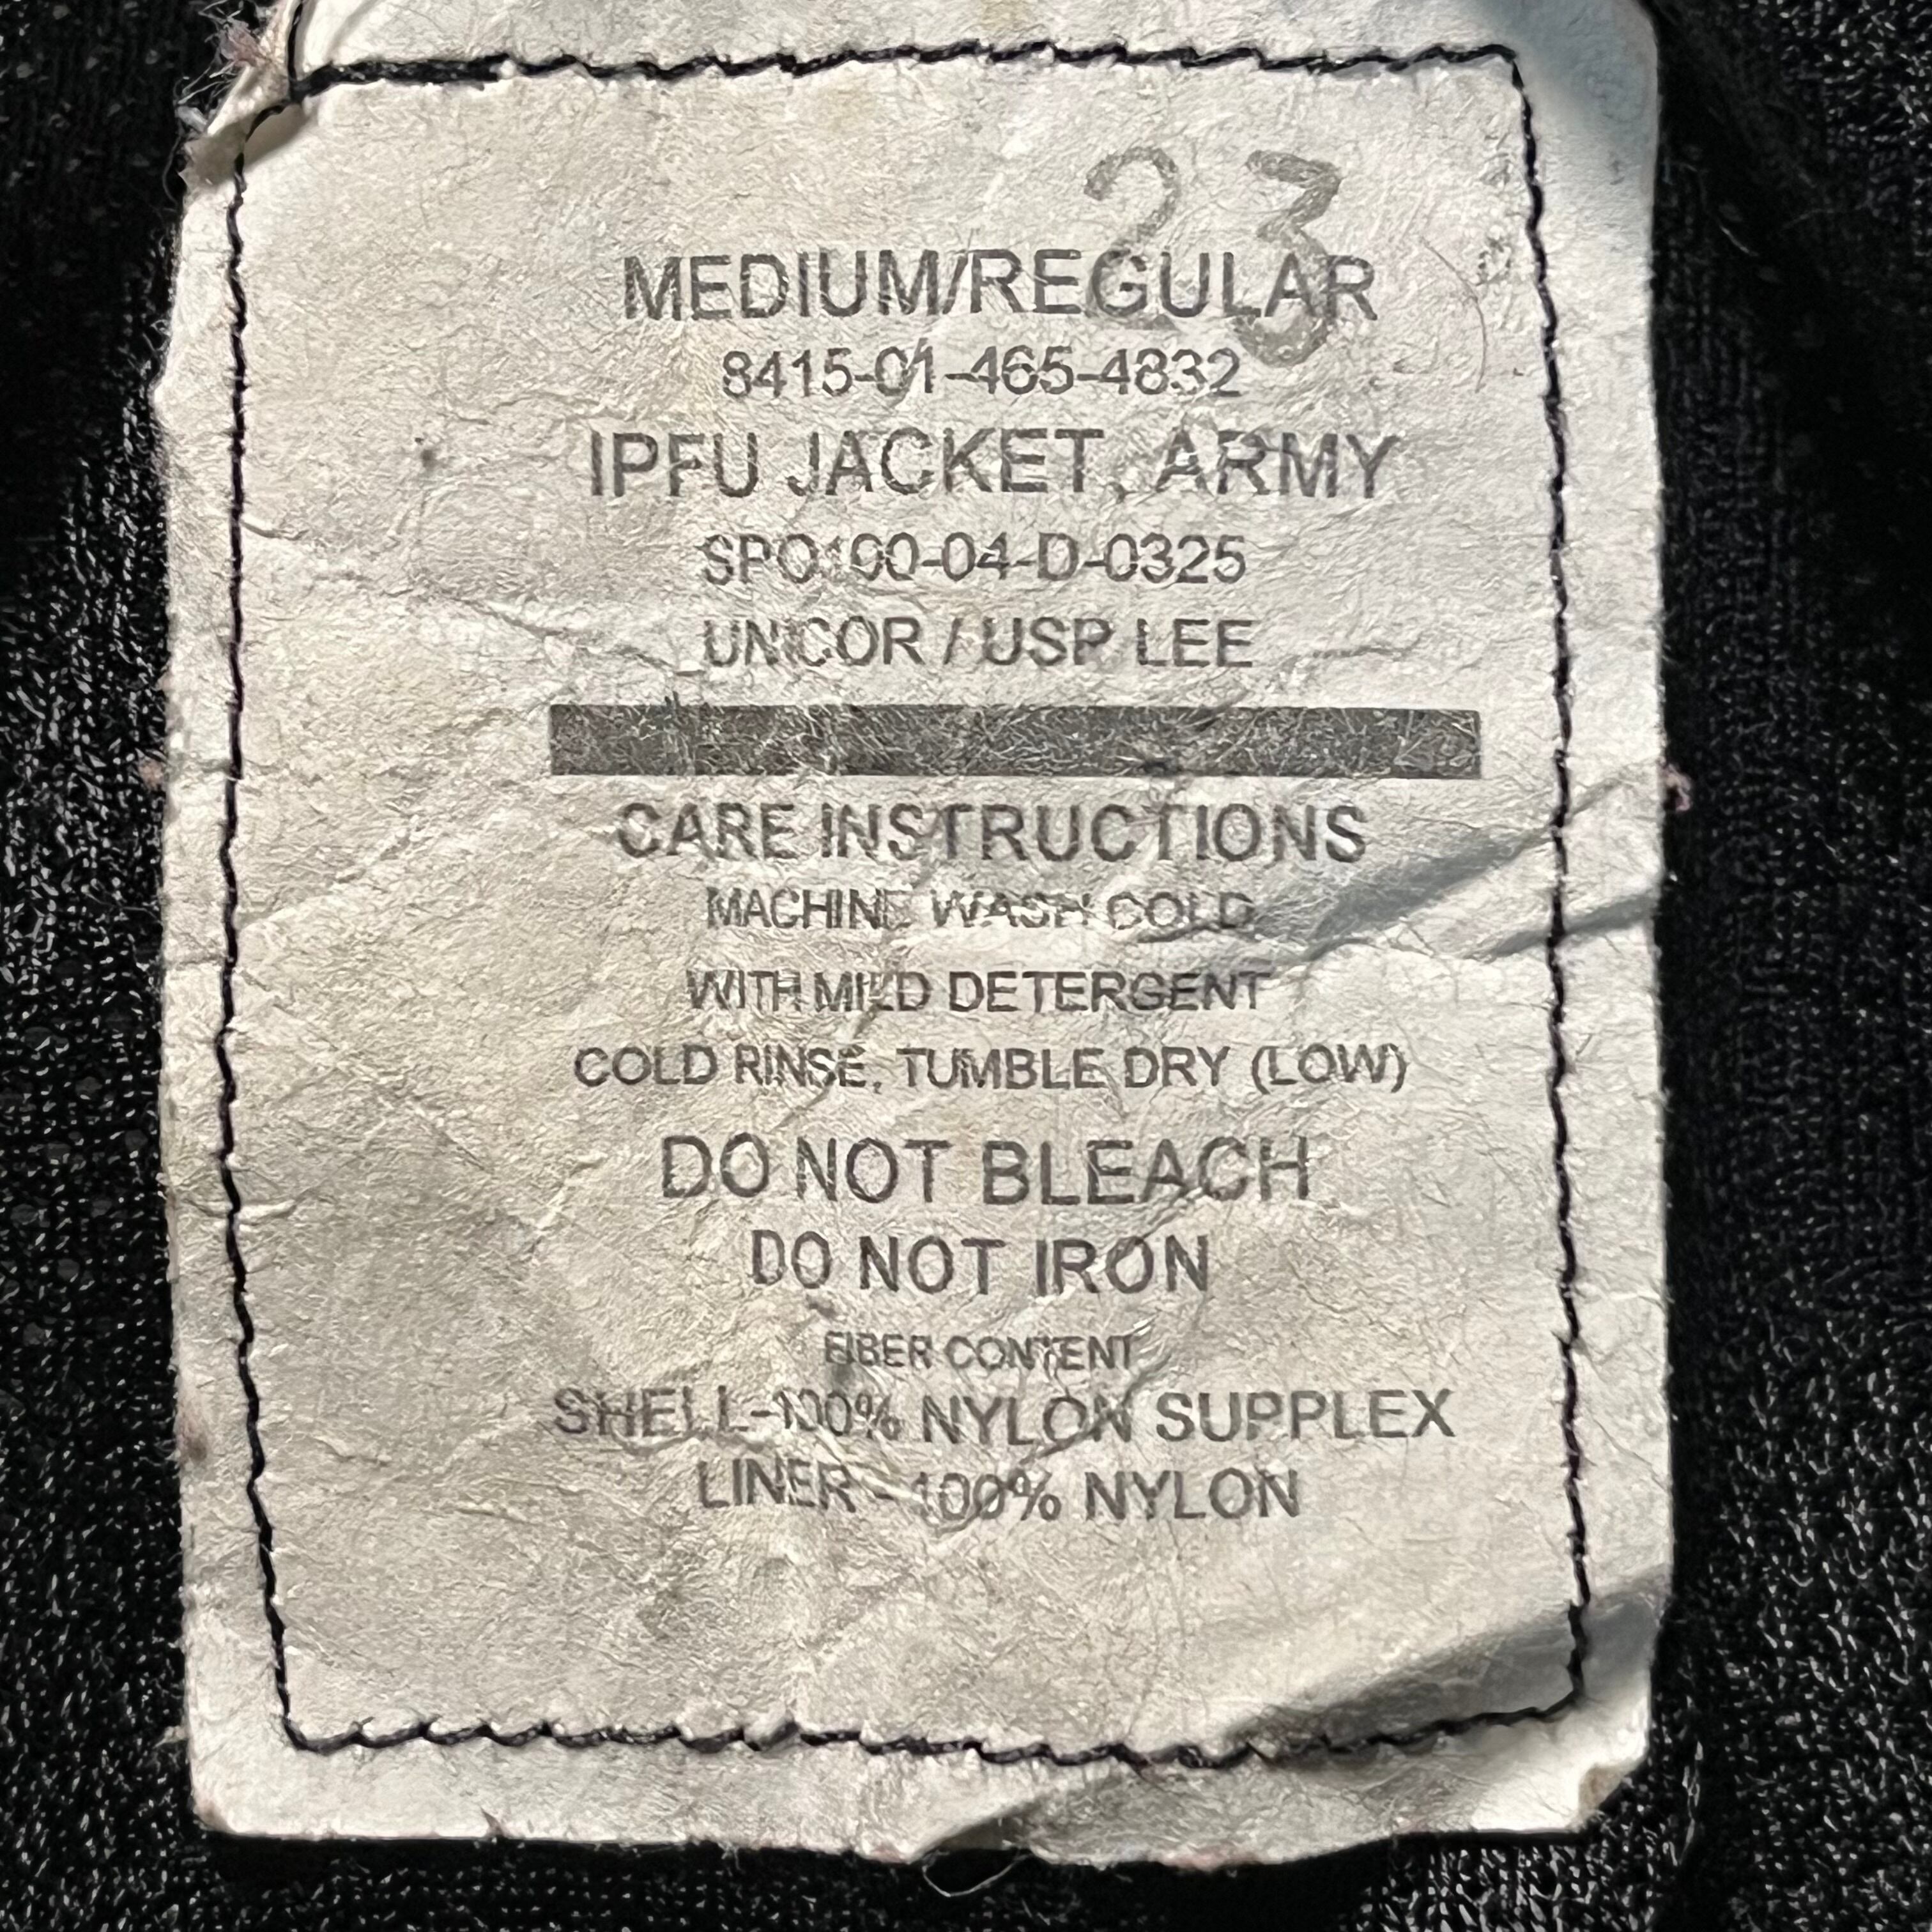 23
MEDIUM/REGULAR
8415-01-465-4832
IPFU JACKET, ARMY
SPO100-04-D-0325
UNICOR / USP LEE
CARE INSTRUCTIONS
MACHINE WASH COLD
WITH MILD DETERGENT
COLD RINSE, TUMBLE DRY (LOW)
DO NOT BLEACH
DO NOT IRON
FIBER CONTENT
SHELL-100% NYLON SUPPLEX
LINER - 100% NYLON